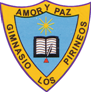 AMOR Y PAZ
GIMNASIO LOS PIRINEOS